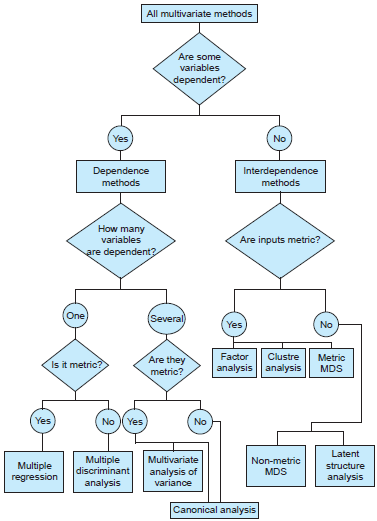 All multivariate methods
Are some
variables
dependent?
Yes
No
Dependence
methods
Interdependence
methods
How many
variables
are dependent?
Are inputs metric?
One
Several
Yes
No
Is it metric?
Are they
metric?
Factor
analysis
Clustre
analysis
Metric
MDS
Yes
No
Yes
No
Multiple
regression
Multiple
discriminant
analysis
Multivariate
analysis of
variance
Non-metric
MDS
Latent
structure
analysis
Canonical analysis